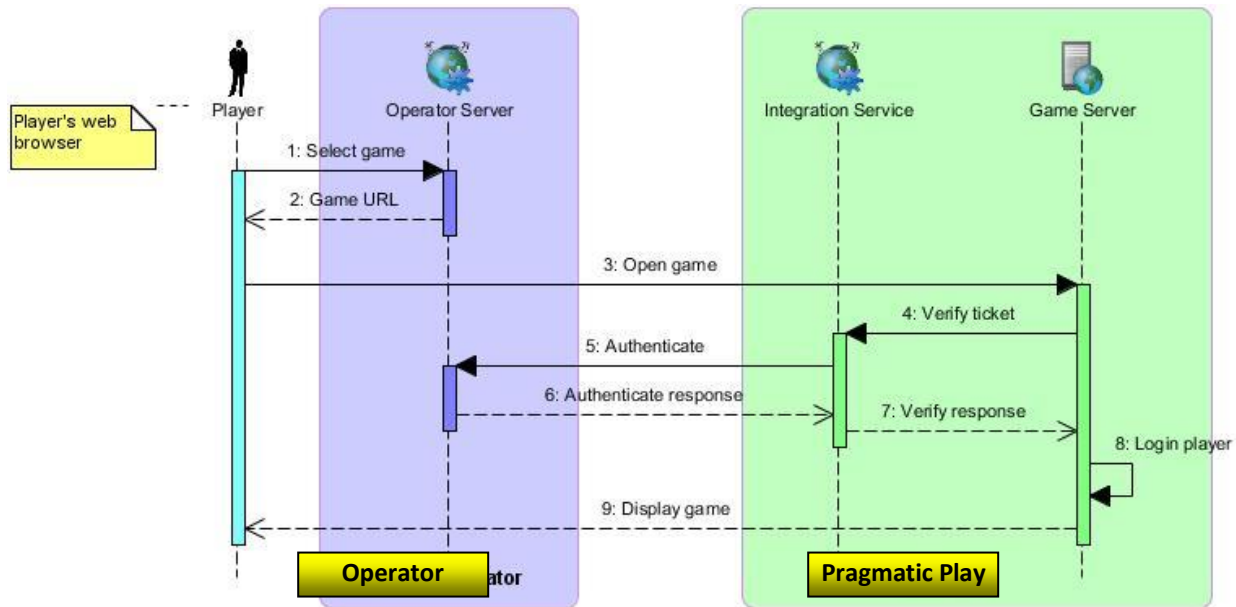 Player
Operator Server
Integration Service
Game Server
Player's web
browser
1: Select game
2: Game URL
3: Open game
4: Verify ticket
5: Authenticate
6: Authenticate response
7: Verify response
8: Login player
9: Display game
Operator
ator
Pragmatic Play